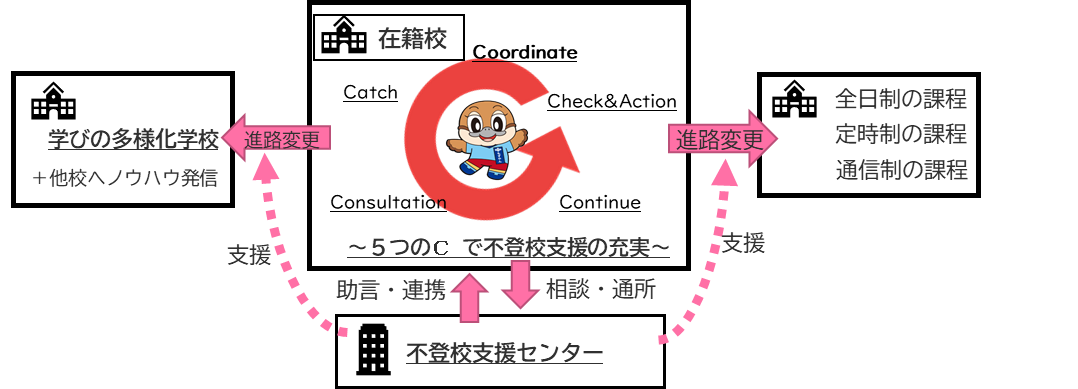 在籍校
Coordinate
Catch
Check&Action
Consultation
Continue
～５つのＣ で不登校支援の充実～
学びの多様化学校
＋他校へノウハウ発信
進路変更
進路変更
全日制の課程
定時制の課程
通信制の課程
支援
支援
助言・連携
相談・通所
不登校支援センター